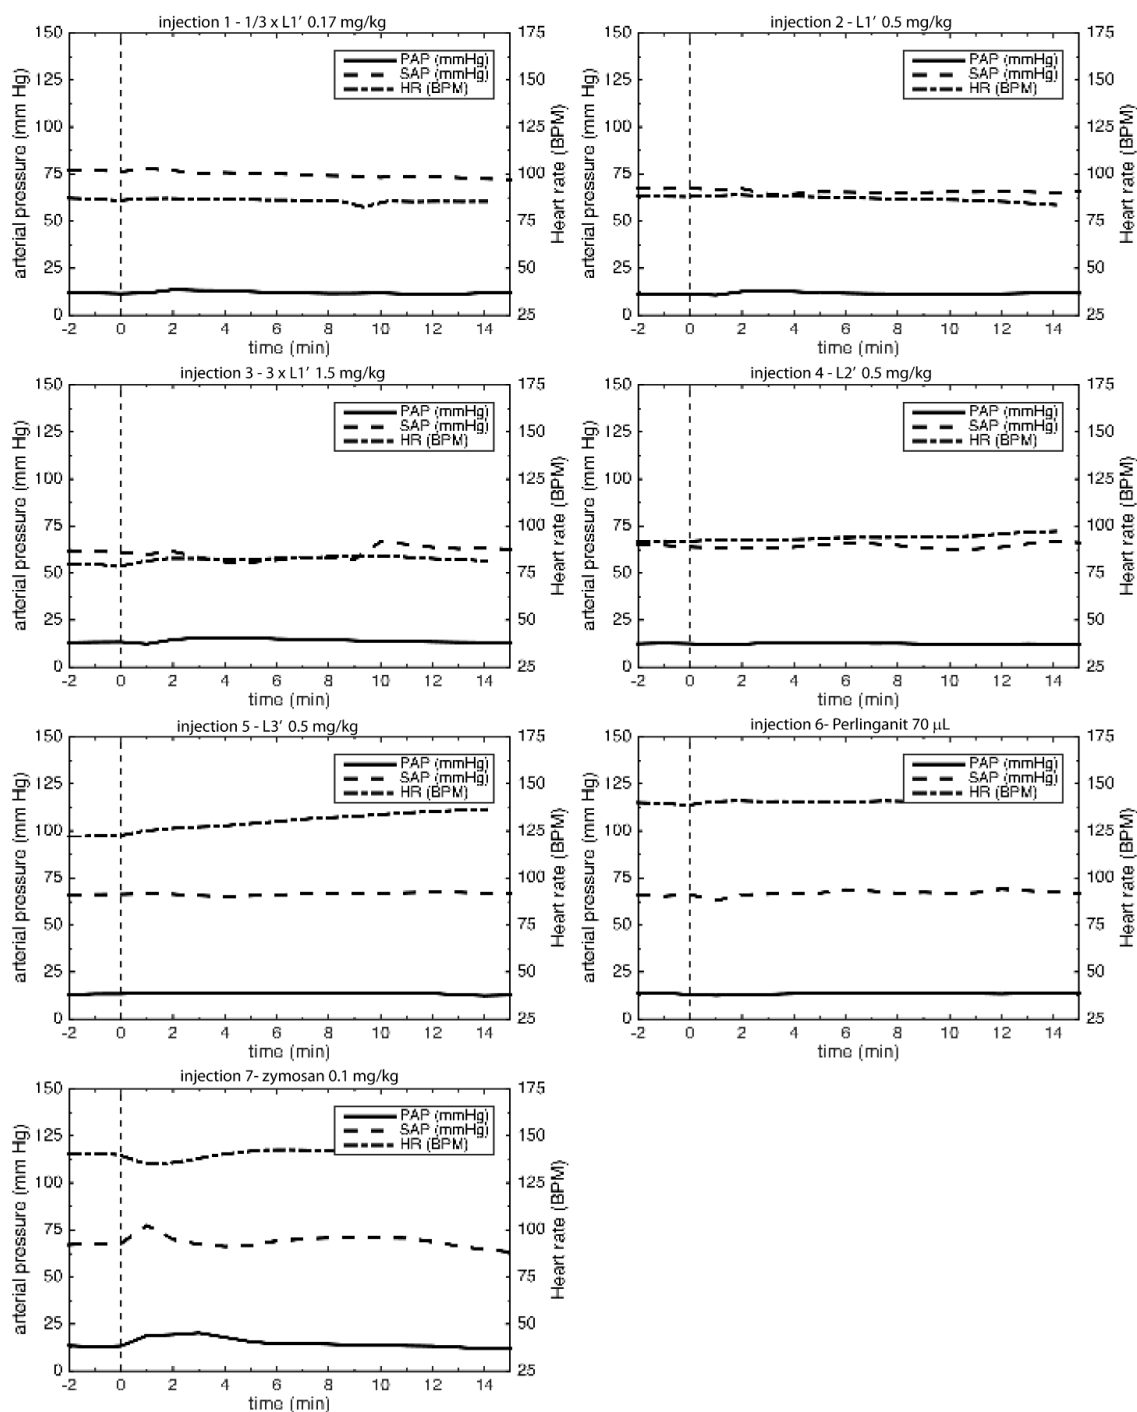 injection 1 - 1/3 x L1′ 0.17 mg/kg
PAP (mmHg)
SAP (mmHg)
HR (BPM)
arterial pressure (mm Hg)
150
125
100
75
50
25
0
175
150
125
100
75
50
25
Heart rate (BPM)
-2 0 2 4 6 8 10 12 14
time (min)
injection 2 - L1′ 0.5 mg/kg
PAP (mmHg)
SAP (mmHg)
HR (BPM)
arterial pressure (mm Hg)
150
125
100
75
50
25
0
175
150
125
100
75
50
25
Heart rate (BPM)
-2 0 2 4 6 8 10 12 14
time (min)
injection 3 - 3 x L1′ 1.5 mg/kg
PAP (mmHg)
SAP (mmHg)
HR (BPM)
arterial pressure (mm Hg)
150
125
100
75
50
25
0
175
150
125
100
75
50
25
Heart rate (BPM)
-2 0 2 4 6 8 10 12 14
time (min)
injection 4 - L2′ 0.5 mg/kg
PAP (mmHg)
SAP (mmHg)
HR (BPM)
arterial pressure (mm Hg)
150
125
100
75
50
25
0
175
150
125
100
75
50
25
Heart rate (BPM)
-2 0 2 4 6 8 10 12 14
time (min)
injection 5 - L3′ 0.5 mg/kg
PAP (mmHg)
SAP (mmHg)
HR (BPM)
arterial pressure (mm Hg)
150
125
100
75
50
25
0
175
150
125
100
75
50
25
Heart rate (BPM)
-2 0 2 4 6 8 10 12 14
time (min)
injection 6- Perlinganit 70 μL
PAP (mmHg)
SAP (mmHg)
HR (BPM)
arterial pressure (mm Hg)
150
125
100
75
50
25
0
175
150
125
100
75
50
25
Heart rate (BPM)
-2 0 2 4 6 8 10 12 14
time (min)
injection 7- zymosan 0.1 mg/kg
PAP (mmHg)
SAP (mmHg)
HR (BPM)
arterial pressure (mm Hg)
150
125
100
75
50
25
0
175
150
125
100
75
50
25
Heart rate (BPM)
-2 0 2 4 6 8 10 12 14
time (min)